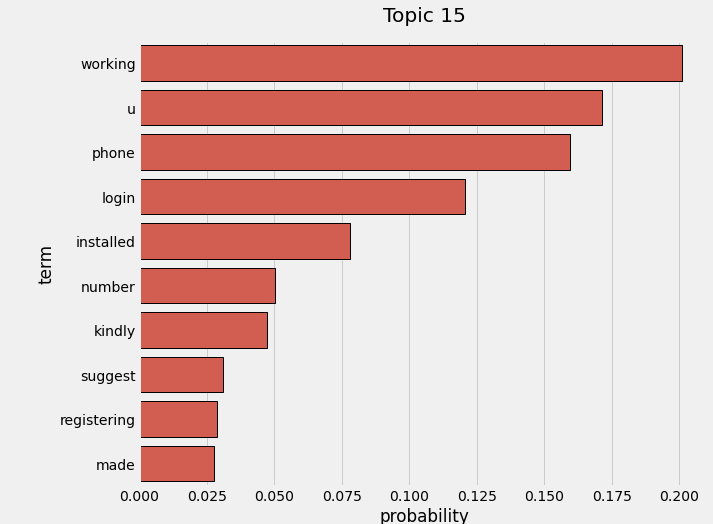 Topic 15
working
u
phone
login
installed
number
kindly
suggest
registering
made
term
0.000 0.025 0.050 0.075 0.100 0.125 0.150 0.175 0.200
probability